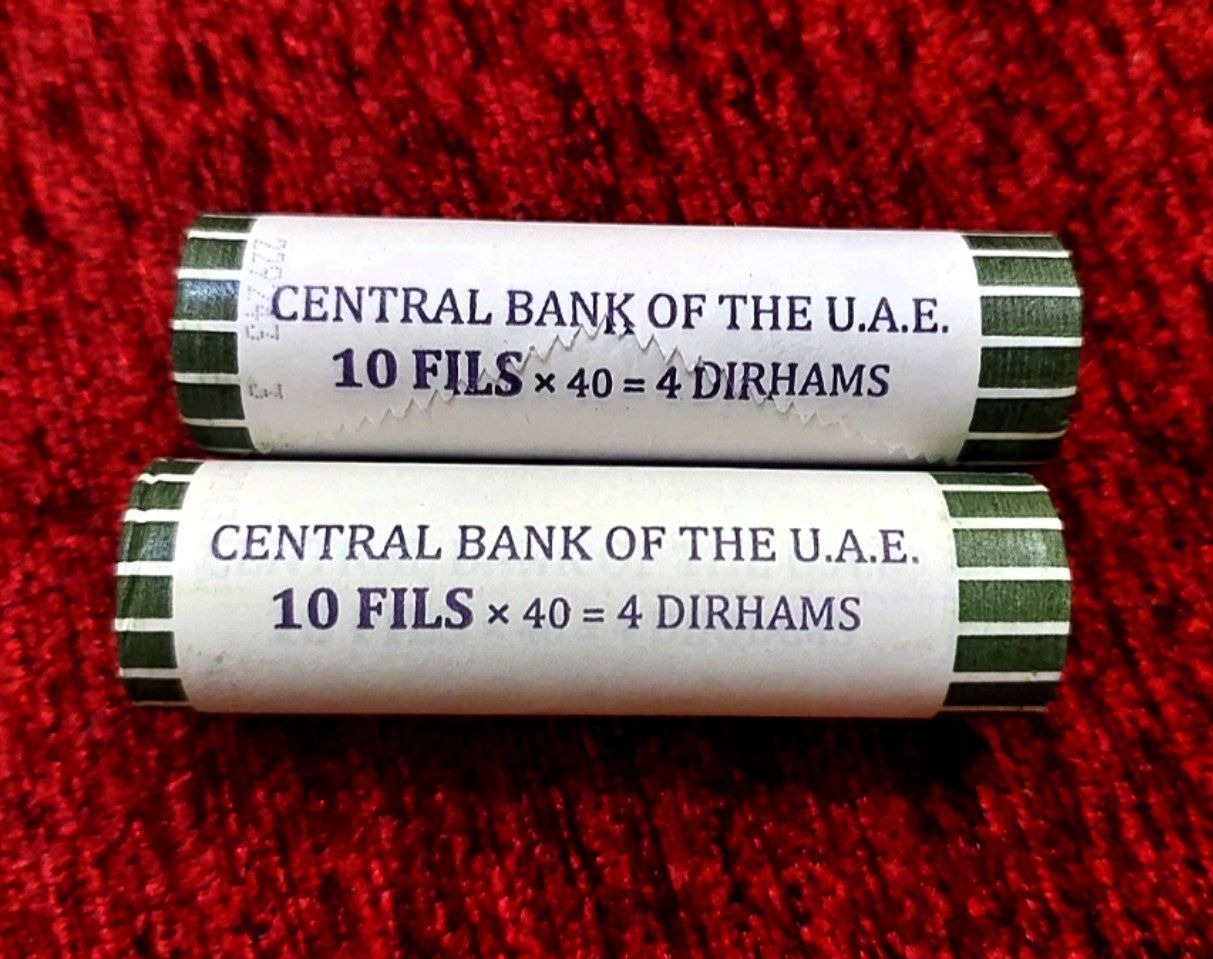 CENTRAL BANK OF THE U.A.E.
10 FILS × 40 = 4 DIRHAMS
CENTRAL BANK OF THE U.A.E.
10 FILS × 40 = 4 DIRHAMS